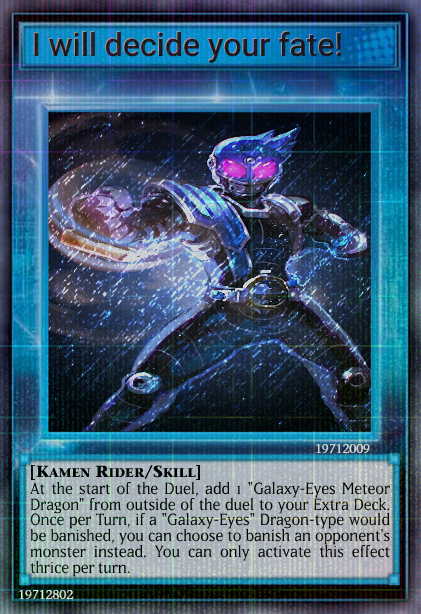 I will decide your fate!
19712009
[Kamen Rider/Skill]
At the start of the Duel, add 1 "Galaxy-Eyes Meteor
Dragon" from outside of the duel to your Extra Deck.
Once per Turn, if a "Galaxy-Eyes" Dragon-type would
be banished, you can choose to banish an opponent's
monster instead. You can only activate this effect
thrice per turn.
19712802